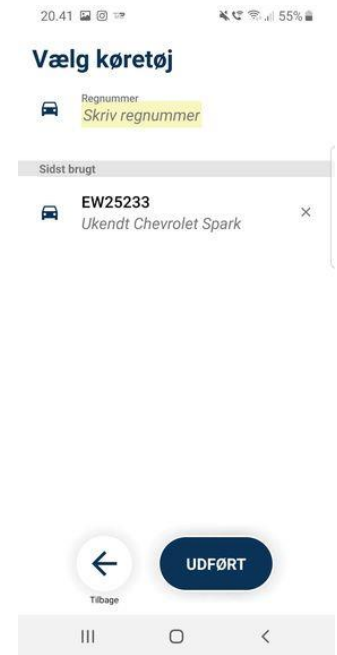 20.41 55%
Vælg køretøj
Regnummer
Skriv regnummer
Sidst brugt
EW25233
Ukendt Chevrolet Spark
UDFØRT
Tilbage